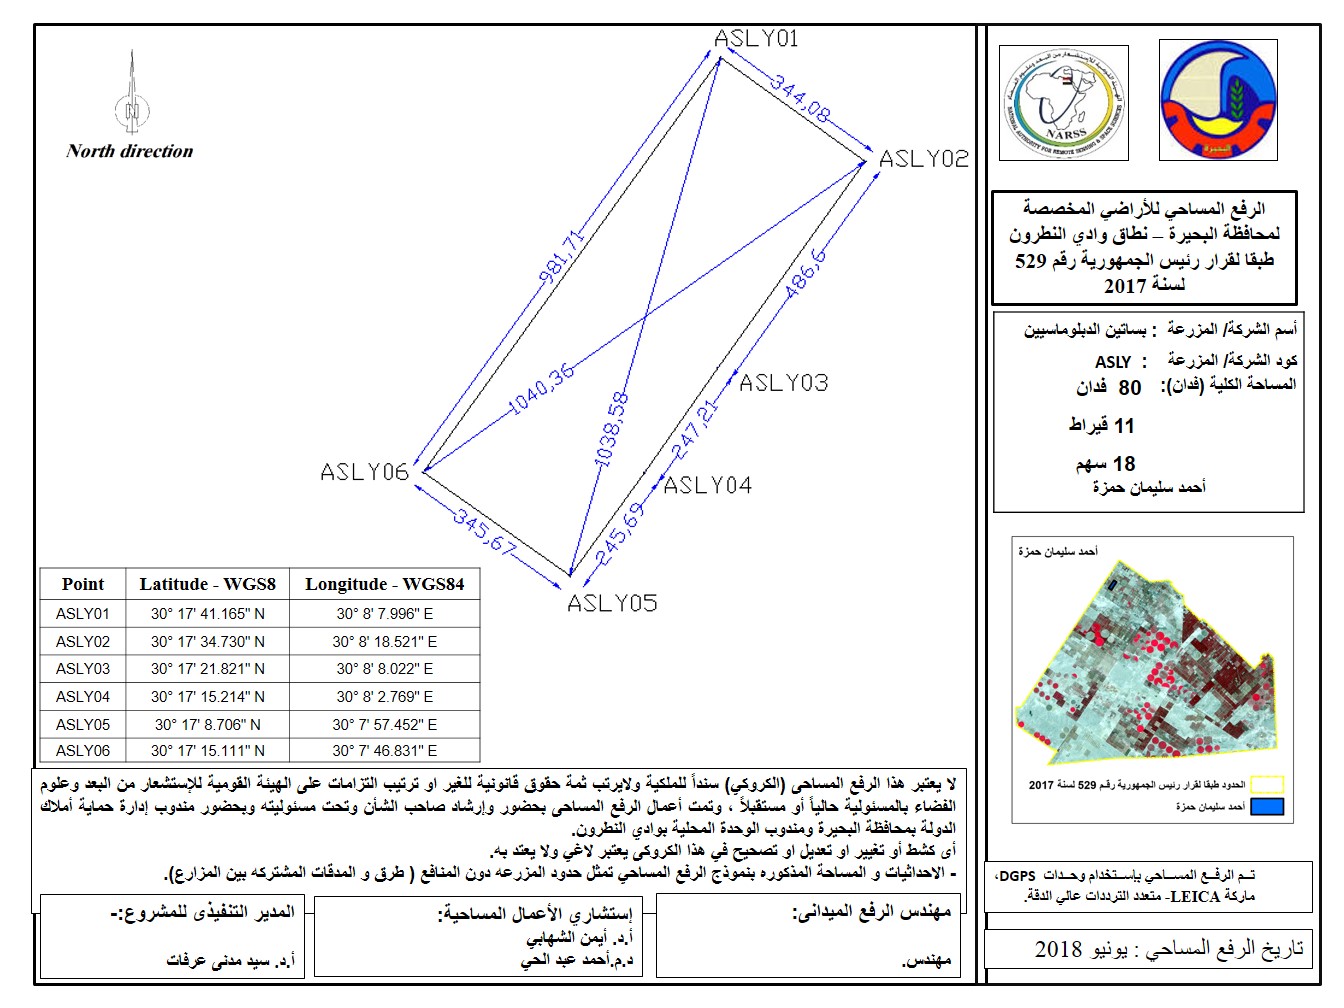 ASLY01
344,08
ASLY02
North direction
981,71
486,6
1040,36
1038,58
ASLY03
247,21
ASLY06
ASLY04
345,67
245,69
ASLY05
Point Latitude - WGS8 Longitude - WGS84
ASLY01 30° 17' 41.165" N 30° 8' 7.996" E
ASLY02 30° 17' 34.730" N 30° 8' 18.521" E
ASLY03 30° 17' 21.821" N 30° 8' 8.022" E
ASLY04 30° 17' 15.214" N 30° 8' 2.769" E
ASLY05 30° 17' 8.706" N 30° 7' 57.452" E
ASLY06 30° 17' 15.111" N 30° 7' 46.831" E
NARSS
NATIONAL AUTHORITY FOR REMOTE SENSING & SPACE SCIENCES
البحيرة
الرفع المساحي للأراضي المخصصة
لمحافظة البحيرة – نطاق وادي النطرون
طبقا لقرار رئيس الجمهورية رقم 529
لسنة 2017
أسم الشركة/ المزرعة : بساتين الدبلوماسيين
كود الشركة/ المزرعة : ASLY
المساحة الكلية (فدان): 80 فدان
11 قيراط
18 سهم
أحمد سليمان حمزة
أحمد سليمان حمزة
الحدود طبقا لقرار رئيس الجمهورية رقم 529 لسنة 2017
أحمد سليمان حمزة
لا يعتبر هذا الرفع المساحى (الكروكي) سنداً للملكية ولايرتب ثمة حقوق قانونية للغير او ترتيب التزامات على الهيئة القومية للإستشعار من البعد وعلوم
الفضاء بالمسئولية حالياً أو مستقبلاً ، وتمت أعمال الرفع المساحى بحضور وإرشاد صاحب الشأن وتحت مسئوليته وبحضور مندوب إدارة حماية أملاك
الدولة بمحافظة البحيرة ومندوب الوحدة المحلية بوادي النطرون.
أى كشط أو تغيير او تعديل او تصحيح في هذا الكروكى يعتبر لاغي ولا يعتد به.
- الاحداثيات و المساحة المذكوره بنموذج الرفع المساحي تمثل حدود المزرعه دون المنافع ( طرق و المدقات المشتركه بين المزارع).
تم الرفع المساحي بإستخدام وحدات DGPS،
ماركة LEICA- متعدد الترددات عالي الدقة.
مهندس الرفع الميدانى:
مهندس.
إستشاري الأعمال المساحية:
أ.د. أيمن الشهابي
د.م.أحمد عبد الحي
المدير التنفيذى للمشروع:-
أ.د. سيد مدنى عرفات
تاريخ الرفع المساحي : يونيو 2018